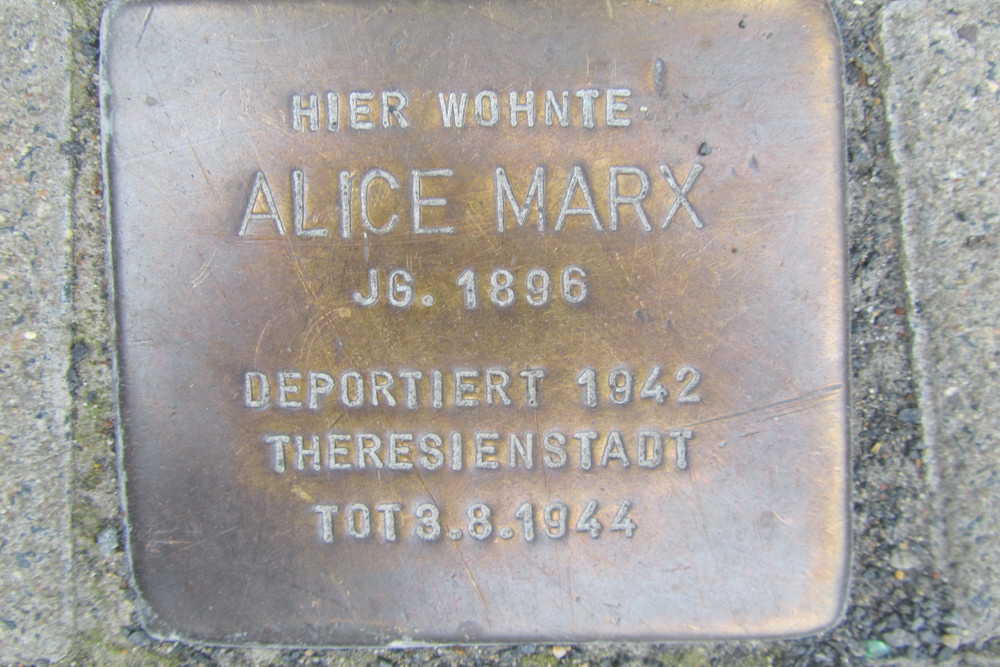 HIER WOHNTE
ALICE MARX
JG. 1896
DEPORTIERT 1942
THERESIENSTADT
TOT 3.8.1944